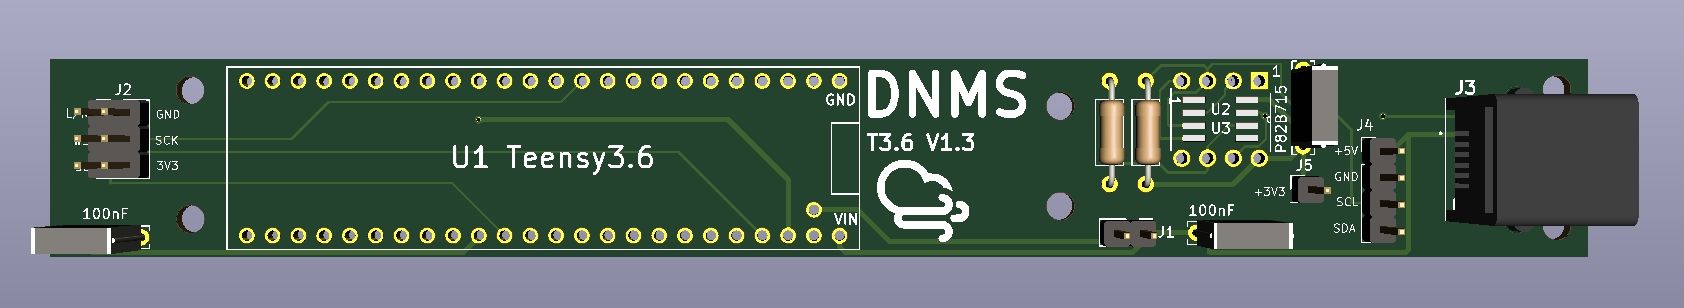 J2
GND
SCK
3V3
100nF
U1 Teensy3.6
GND
VIN
DNMS
T3.6 V1.3
1
1
U2
U3
P82B715
J5
+3V3
100nF
J1
J4
+5V
GND
SCL
SDA
J3